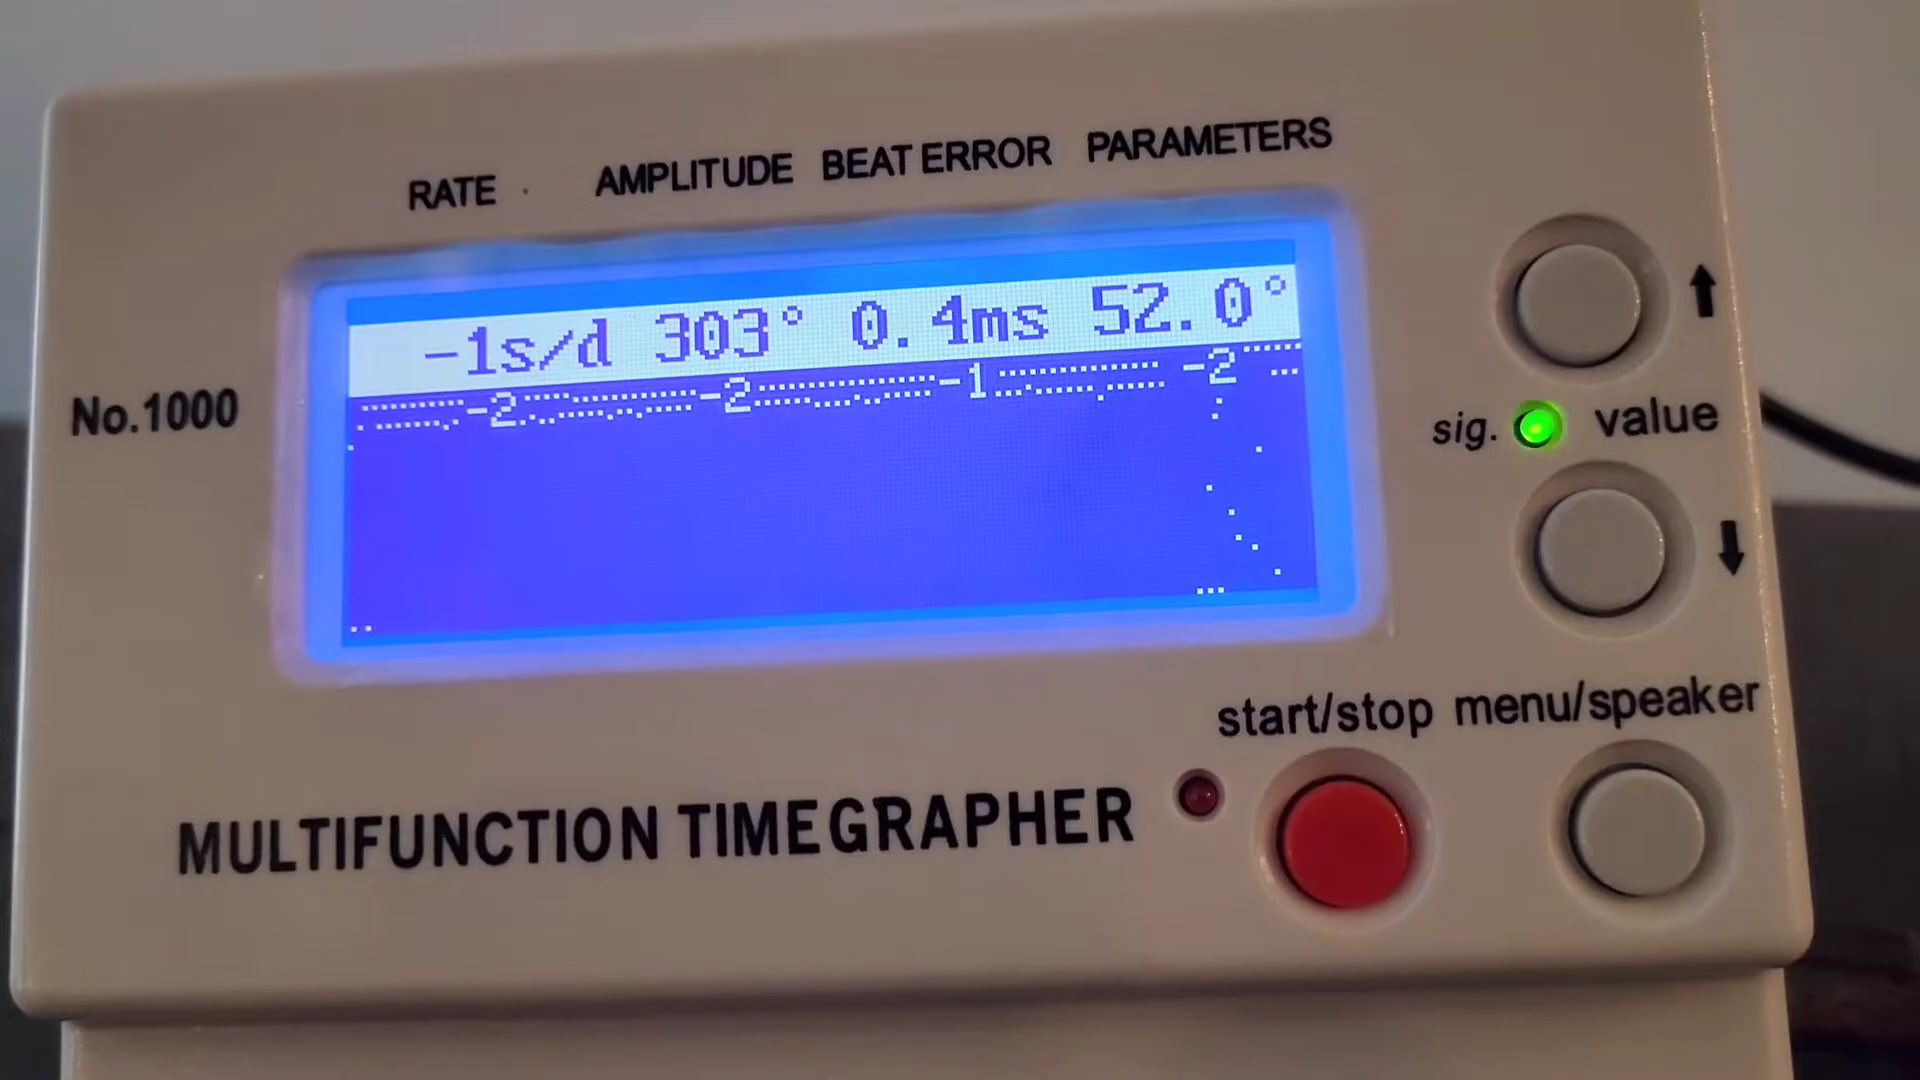 RATE AMPLITUDE BEAT ERROR PARAMETERS
-1s/d 303° 0.4ms 52.0°
-2 -2 -1 -2
No.1000
sig. value
start/stop menu/speaker
MULTIFUNCTION TIMEGRAPHER